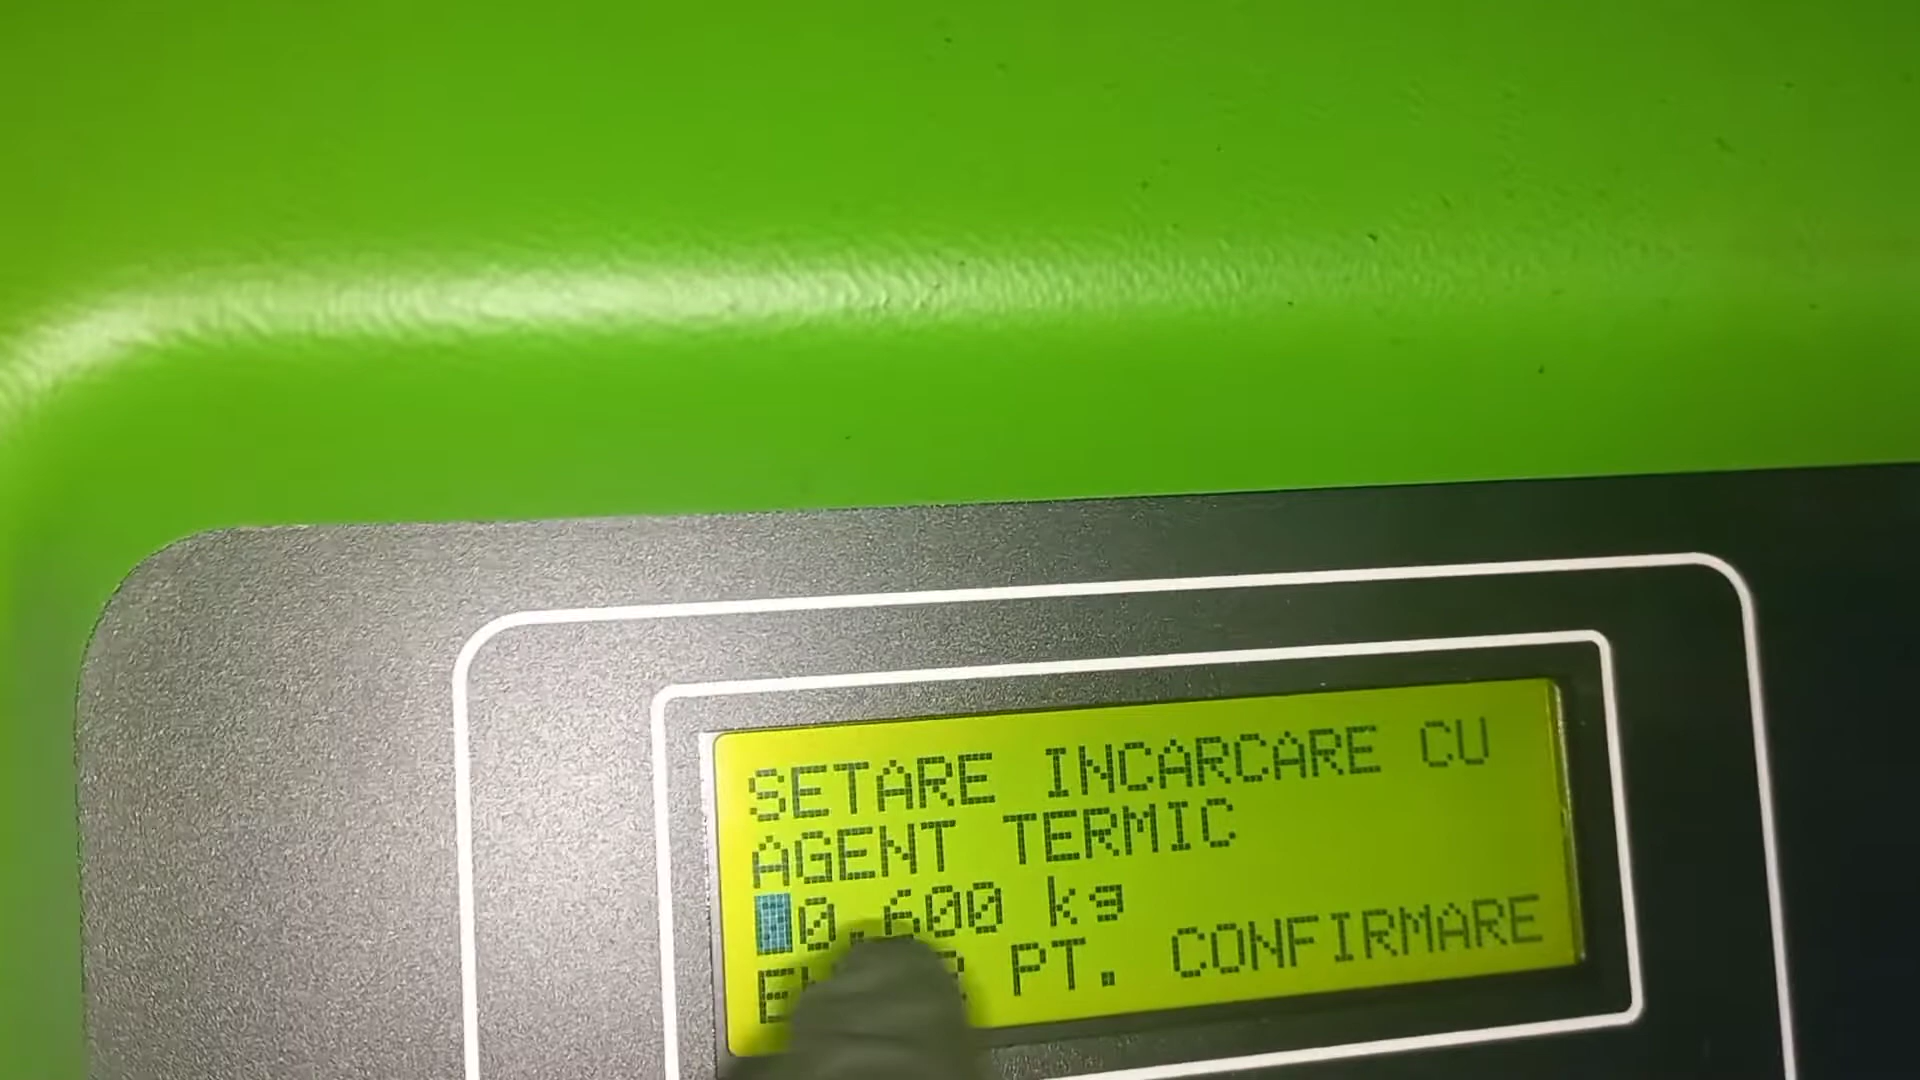 SETARE INCARCARE CU
AGENT TERMIC
0.600 kg
PT. CONFIRMARE